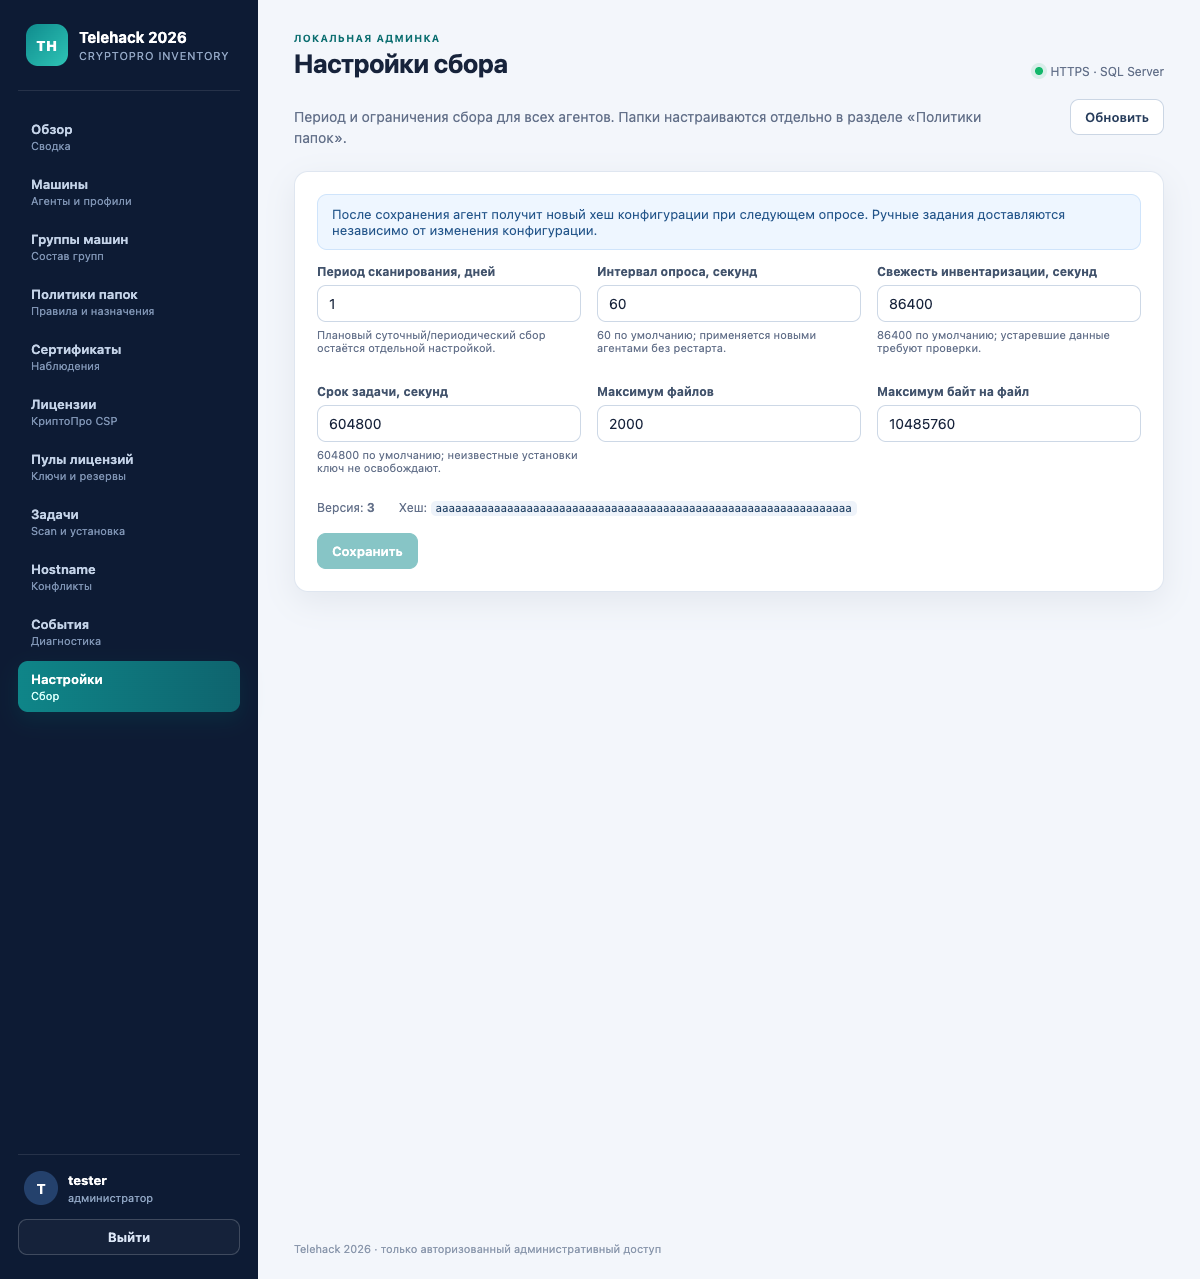 TH
Telehack 2026
CRYPTOPRO INVENTORY
Обзор
Сводка
Машины
Агенты и профили
Группы машин
Состав групп
Политики папок
Правила и назначения
Сертификаты
Наблюдения
Лицензии
КриптоПро CSP
Пулы лицензий
Ключи и резервы
Задачи
Scan и установка
Hostname
Конфликты
События
Диагностика
Настройки
Сбор
T
tester
администратор
Выйти
ЛОКАЛЬНАЯ АДМИНКА
Настройки сбора
HTTPS · SQL Server
Период и ограничения сбора для всех агентов. Папки настраиваются отдельно в разделе «Политики
папок».
Обновить
После сохранения агент получит новый хеш конфигурации при следующем опросе. Ручные задания доставляются
независимо от изменения конфигурации.
Период сканирования, дней
1
Плановый суточный/периодический сбор
остаётся отдельной настройкой.
Интервал опроса, секунд
60
60 по умолчанию; применяется новыми
агентами без рестарта.
Свежесть инвентаризации, секунд
86400
86400 по умолчанию; устаревшие данные
требуют проверки.
Срок задачи, секунд
604800
604800 по умолчанию; неизвестные установки
ключ не освобождают.
Максимум файлов
2000
Максимум байт на файл
10485760
Версия: 3 Хеш: aaaaaaaaaaaaaaaaaaaaaaaaaaaaaaaaaaaaaaaaaaaaaaaaaaaaaaaaaaaaaaaa
Сохранить
Telehack 2026 · только авторизованный административный доступ